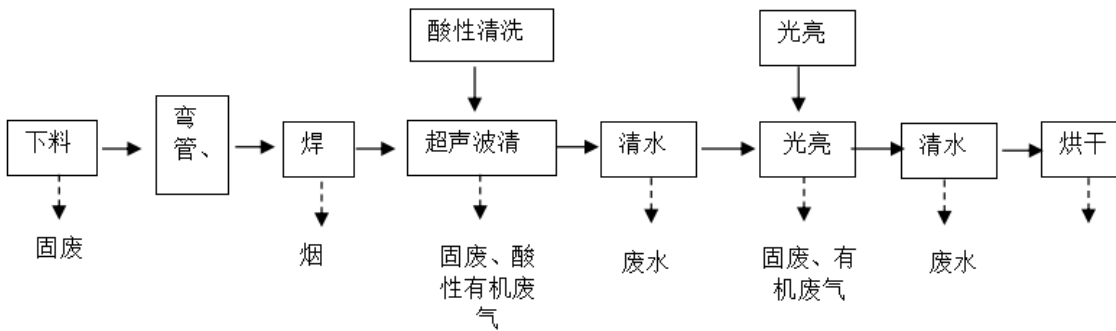 酸性清洗
光亮
下料
弯
管、
焊
超声波清
清水
光亮
清水
烘干
固废
烟
固废、酸
性有机废
气
废水
固废、有
机废气
废水